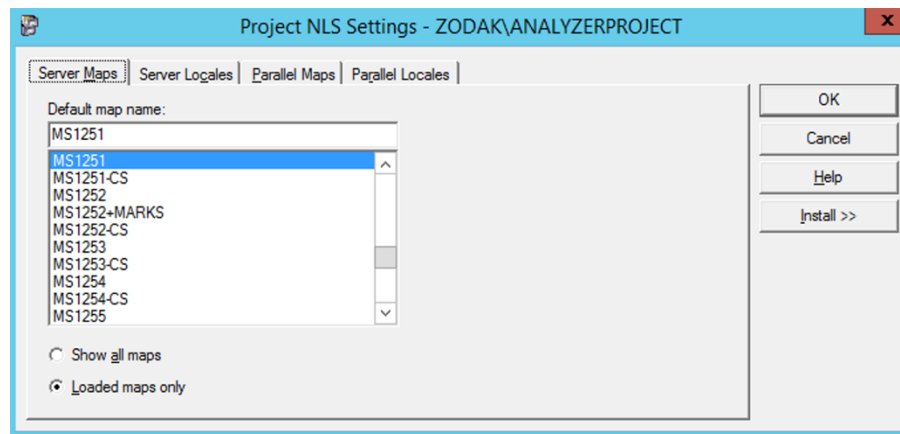 Project NLS Settings - ZODAK\ANALYZERPROJECT
x
Server Maps Server Locales Parallel Maps Parallel Locales
Default map name:
MS1251
MS1251
MS1251-CS
MS1252
MS1252+MARKS
MS1252-CS
MS1253
MS1253-CS
MS1254
MS1254-CS
MS1255
Show all maps
Loaded maps only
OK
Cancel
Help
Install >>